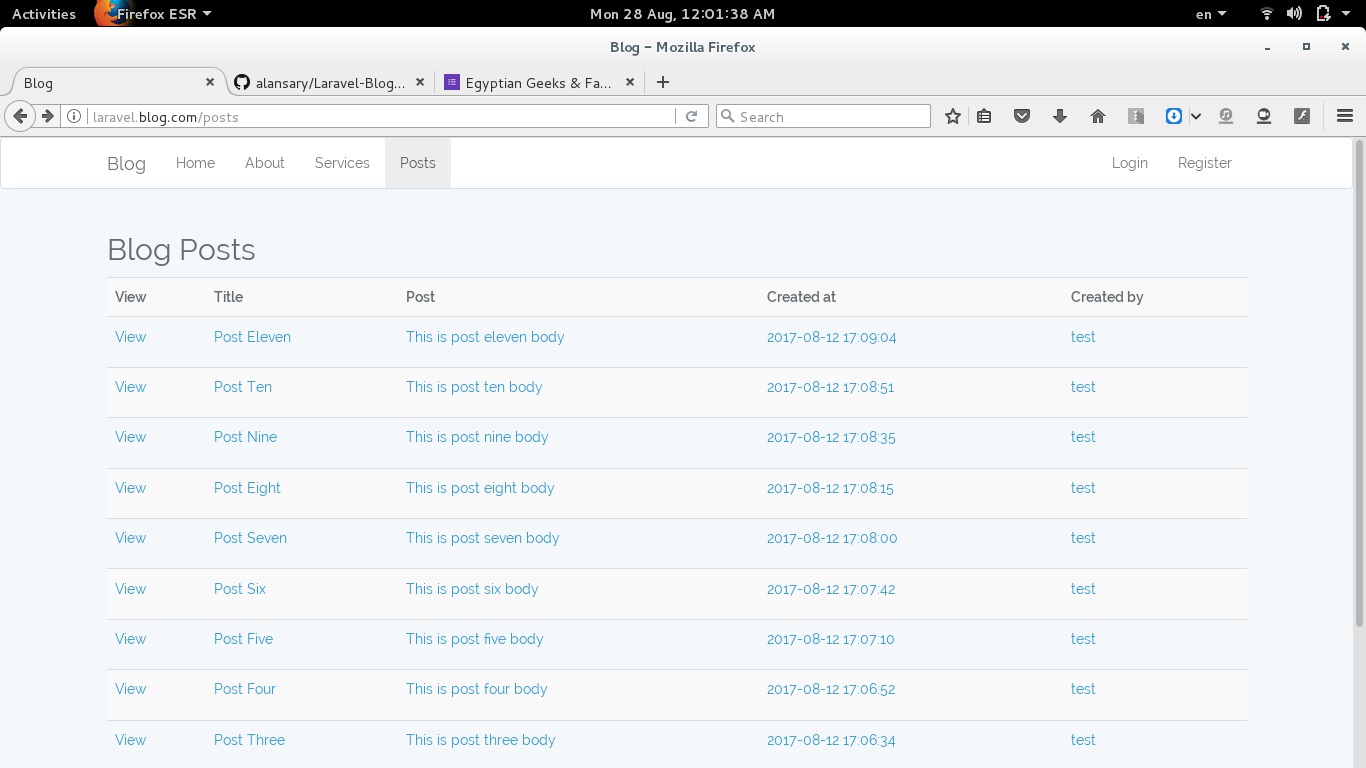 Activities Firefox ESR Mon 28 Aug, 12:01:38 AM en
Blog – Mozilla Firefox
Blog alansary/Laravel-Blog... Egyptian Geeks & Fa...
laravel.blog.com/posts Search
Blog Home About Services Posts Login Register
Blog Posts
View Title Post Created at Created by
View Post Eleven This is post eleven body 2017-08-12 17:09:04 test
View Post Ten This is post ten body 2017-08-12 17:08:51 test
View Post Nine This is post nine body 2017-08-12 17:08:35 test
View Post Eight This is post eight body 2017-08-12 17:08:15 test
View Post Seven This is post seven body 2017-08-12 17:08:00 test
View Post Six This is post six body 2017-08-12 17:07:42 test
View Post Five This is post five body 2017-08-12 17:07:10 test
View Post Four This is post four body 2017-08-12 17:06:52 test
View Post Three This is post three body 2017-08-12 17:06:34 test